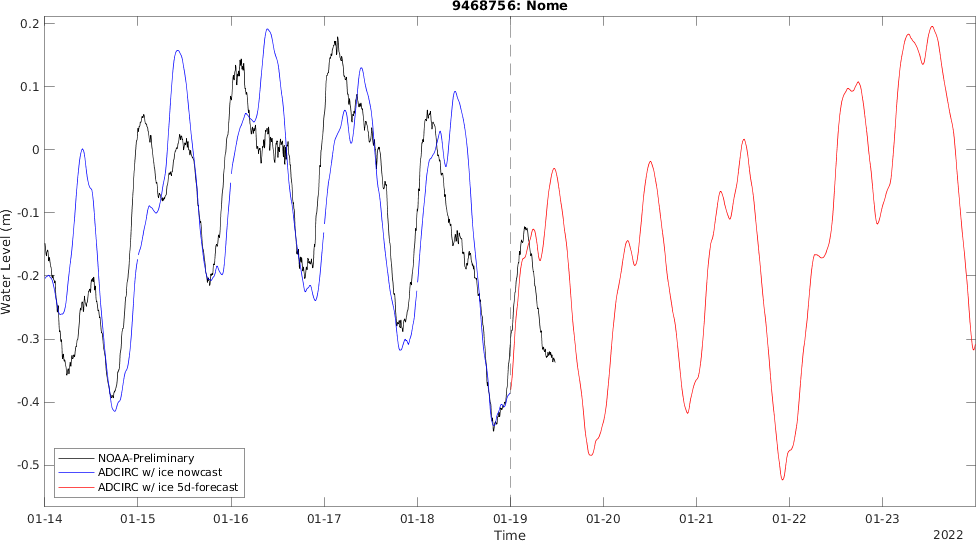 9468756: Nome
0.2
0.1
0
-0.1
-0.2
-0.3
-0.4
-0.5
Water Level (m)
NOAA-Preliminary
ADCIRC w/ ice nowcast
ADCIRC w/ ice 5d-forecast
01-14 01-15 01-16 01-17 01-18 01-19 01-20 01-21 01-22 01-23
Time
2022